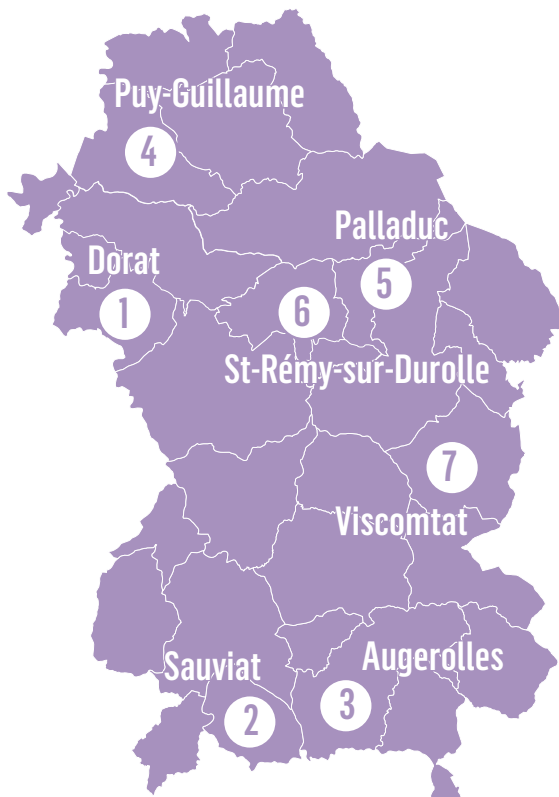 Puy-Guillaume
4
Palladuc
Dorat
5
1
6
St-Rémy-sur-Durolle
7
Viscomtat
Augerolles
Sauviat
3
2